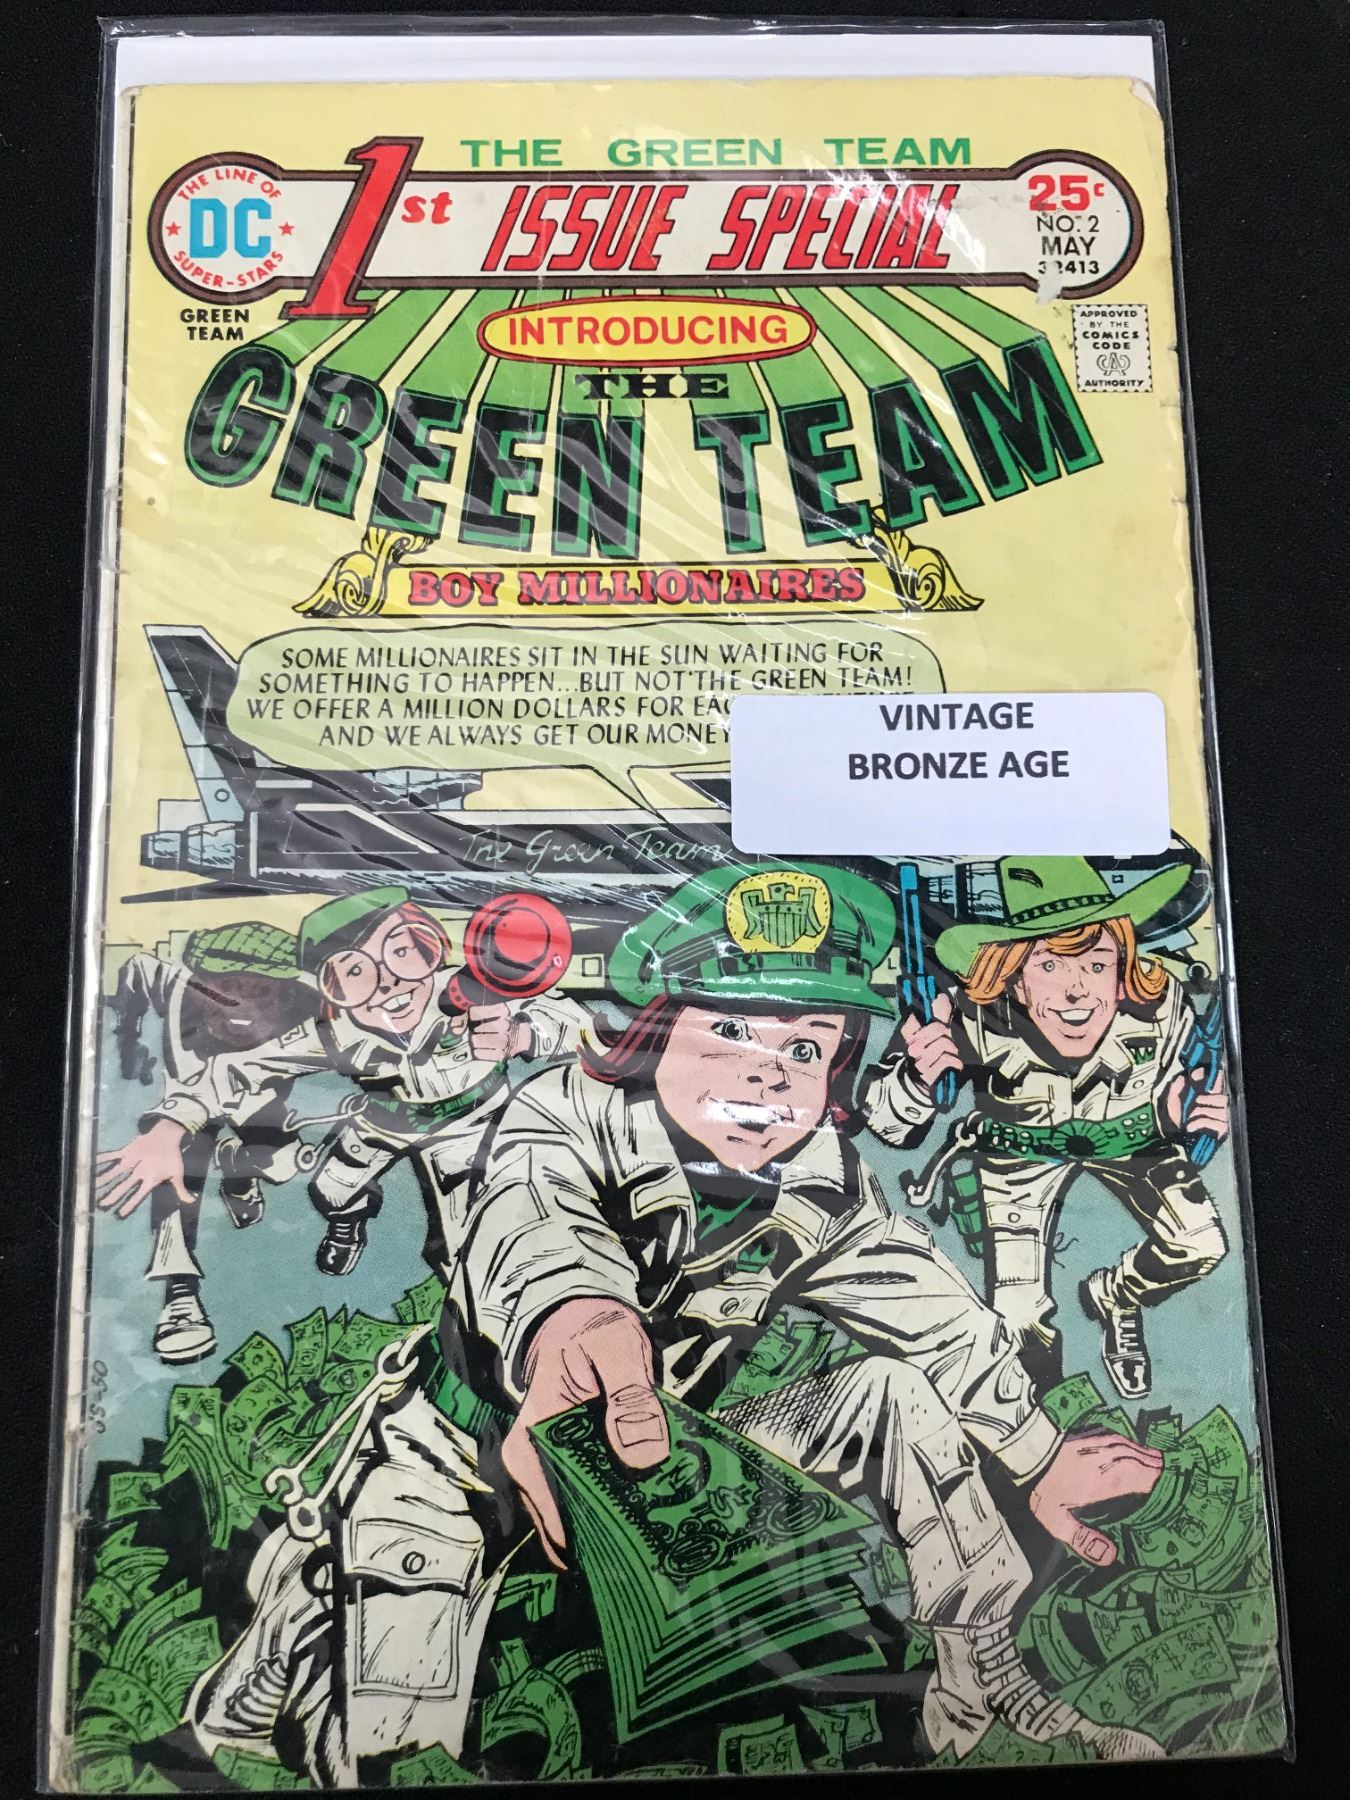 THE GREEN TEAM
THE LINE OF
DC
SUPER-STARS
1st ISSUE SPECIAL
25c
NO. 2
MAY
32413
GREEN
TEAM
INTRODUCING
APPROVED
BY THE
COMICS
CODE
AUTHORITY
THE
GREEN TEAM
BOY MILLIONAIRES
SOME MILLIONAIRES SIT IN THE SUN WAITING FOR
SOMETHING TO HAPPEN...BUT NOT THE GREEN TEAM!
WE OFFER A MILLION DOLLARS FOR
AND WE ALWAYS GET OUR MONEY
VINTAGE
BRONZE AGE
The Green Team